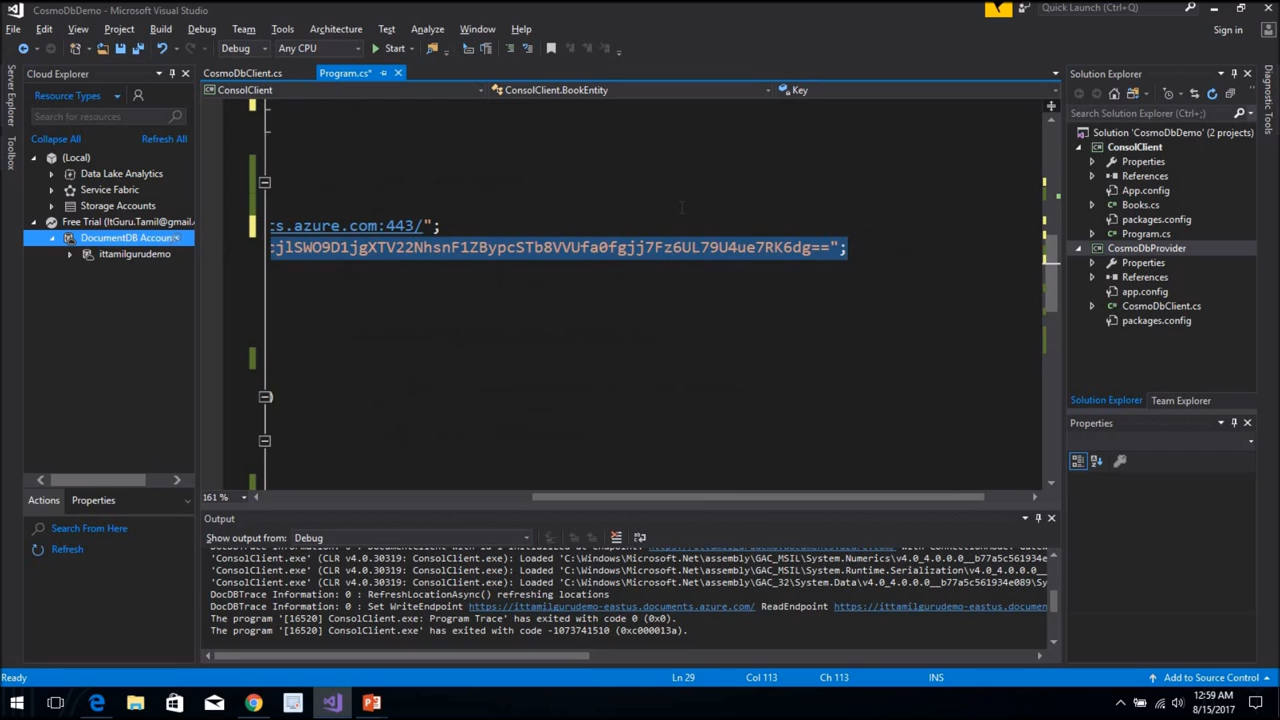 CosmoDbDemo - Microsoft Visual Studio
Quick Launch (Ctrl+Q)
File Edit View Project Build Debug Team Tools Architecture Test Analyze Window Help
Sign in
Debug Any CPU Start
Server Explorer
Toolbox
Cloud Explorer
Resource Types
Search for resources
Collapse All Refresh All
(Local)
Data Lake Analytics
Service Fabric
Storage Accounts
Free Trial (ItGuru.Tamil@gmail.
DocumentDB Accounts
ittamilgurudemo
Actions Properties
Search From Here
Refresh
CosmoDbClient.cs Program.cs*
ConsolClient ConsolClient.BookEntity Key
ts.azure.com:443/";
cjlSWO9D1jgXTV22NhsnF1ZBypcSTb8VVUfa0fgjj7Fz6UL79U4ue7RK6dg==";
161 %
Output
Show output from: Debug
'ConsolClient.exe' (CLR v4.0.30319: ConsolClient.exe): Loaded 'C:\Windows\Microsoft.Net\assembly\GAC_MSIL\System.Numerics\v4.0_4.0.0.0__b77a5c561934e
'ConsolClient.exe' (CLR v4.0.30319: ConsolClient.exe): Loaded 'C:\Windows\Microsoft.Net\assembly\GAC_MSIL\System.Runtime.Serialization\v4.0_4.0.0.0
'ConsolClient.exe' (CLR v4.0.30319: ConsolClient.exe): Loaded 'C:\Windows\Microsoft.Net\assembly\GAC_32\System.Data\v4.0_4.0.0.0__b77a5c561934e089\Sy
DocDBTrace Information: 0 : RefreshLocationAsync() refreshing locations
DocDBTrace Information: 0 : Set WriteEndpoint https://ittamilgurudemo-eastus.documents.azure.com/ ReadEndpoint https://ittamilgurudemo-eastus.documen
The program '[16520] ConsolClient.exe: Program Trace' has exited with code 0 (0x0).
The program '[16520] ConsolClient.exe' has exited with code -1073741510 (0xc000013a).
Solution Explorer
Search Solution Explorer (Ctrl+;)
Solution 'CosmoDbDemo' (2 projects)
ConsolClient
Properties
References
App.config
Books.cs
packages.config
Program.cs
CosmoDbProvider
Properties
References
app.config
CosmoDbClient.cs
packages.config
Solution Explorer Team Explorer
Properties
Diagnostic Tools
Ready Ln 29 Col 113 Ch 113 INS Add to Source Control
12:59 AM
8/15/2017